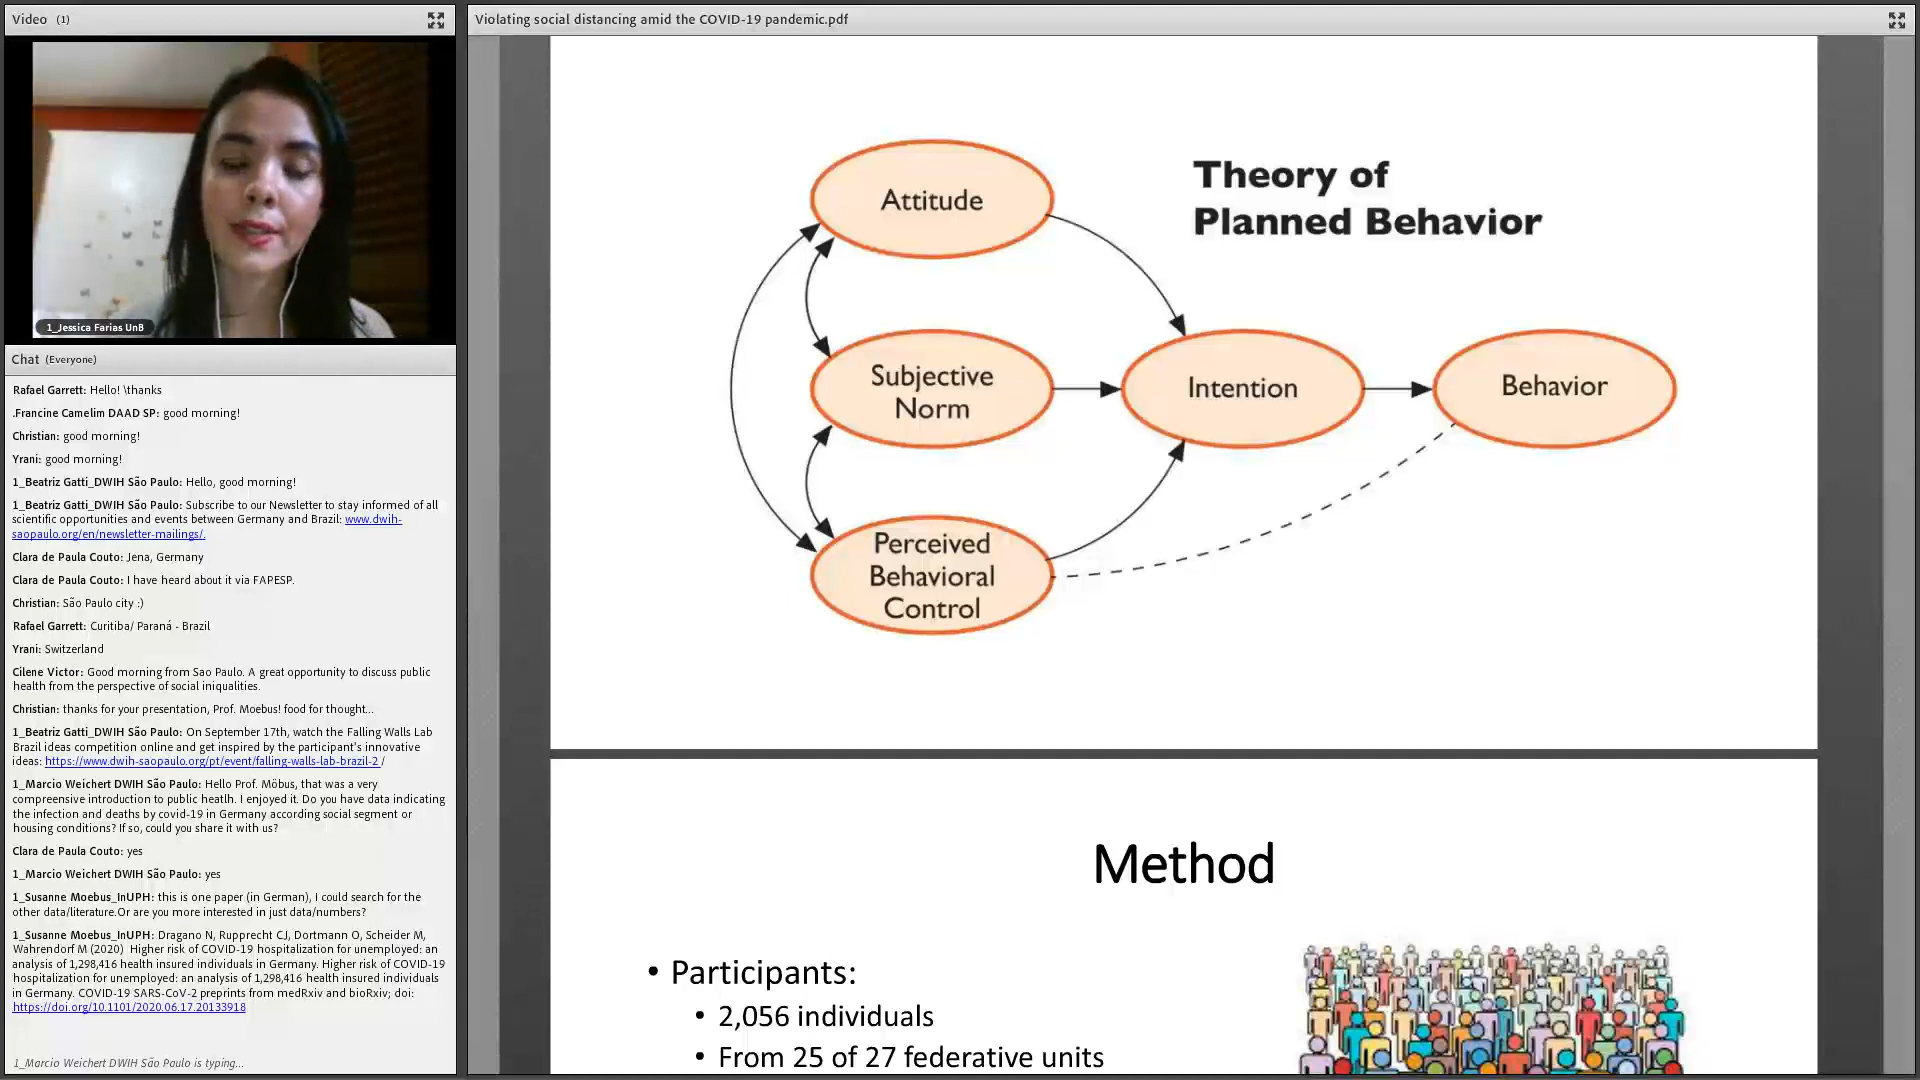 Video (1)
1_Jessica Farias UnB
Chat (Everyone)
Rafael Garrett: Hello! \thanks
.Francine Camelim DAAD SP: good morning!
Christian: good morning!
Yrani: good morning!
1_Beatriz Gatti_DWIH São Paulo: Hello, good morning!
1_Beatriz Gatti_DWIH São Paulo: Subscribe to our Newsletter to stay informed of all
scientific opportunities and events between Germany and Brazil: www.dwih-
saopaulo.org/en/newsletter-mailings/.
Clara de Paula Couto: Jena, Germany
Clara de Paula Couto: I have heard about it via FAPESP.
Christian: São Paulo city :)
Rafael Garrett: Curitiba/ Paraná - Brazil
Yrani: Switzerland
Cilene Victor: Good morning from Sao Paulo. A great opportunity to discuss public
health from the perspective of social iniqualities.
Christian: thanks for your presentation, Prof. Moebus! food for thought...
1_Beatriz Gatti_DWIH São Paulo: On September 17th, watch the Falling Walls Lab
Brazil ideas competition online and get inspired by the participant's innovative
ideas: https://www.dwih-saopaulo.org/pt/event/falling-walls-lab-brazil-2 /
1_Marcio Weichert DWIH São Paulo: Hello Prof. Möbus, that was a very
compreensive introduction to public heatlh. I enjoyed it. Do you have data indicating
the infection and deaths by covid-19 in Germany according social segment or
housing conditions? If so, could you share it with us?
Clara de Paula Couto: yes
1_Marcio Weichert DWIH São Paulo: yes
1_Susanne Moebus_InUPH: this is one paper (in German), I could search for the
other data/literature.Or are you more interested in just data/numbers?
1_Susanne Moebus_InUPH: Dragano N, Rupprecht CJ, Dortmann O, Scheider M,
Wahrendorf M (2020) Higher risk of COVID-19 hospitalization for unemployed: an
analysis of 1,298,416 health insured individuals in Germany. Higher risk of COVID-19
hospitalization for unemployed: an analysis of 1,298,416 health insured individuals
in Germany. COVID-19 SARS-CoV-2 preprints from medRxiv and bioRxiv; doi:
https://doi.org/10.1101/2020.06.17.20133918
1_Marcio Weichert DWIH São Paulo is typing...
Violating social distancing amid the COVID-19 pandemic.pdf
Theory of
Planned Behavior
Attitude
Subjective
Norm
Intention
Behavior
Perceived
Behavioral
Control
Method
• Participants:
• 2,056 individuals
• From 25 of 27 federative units